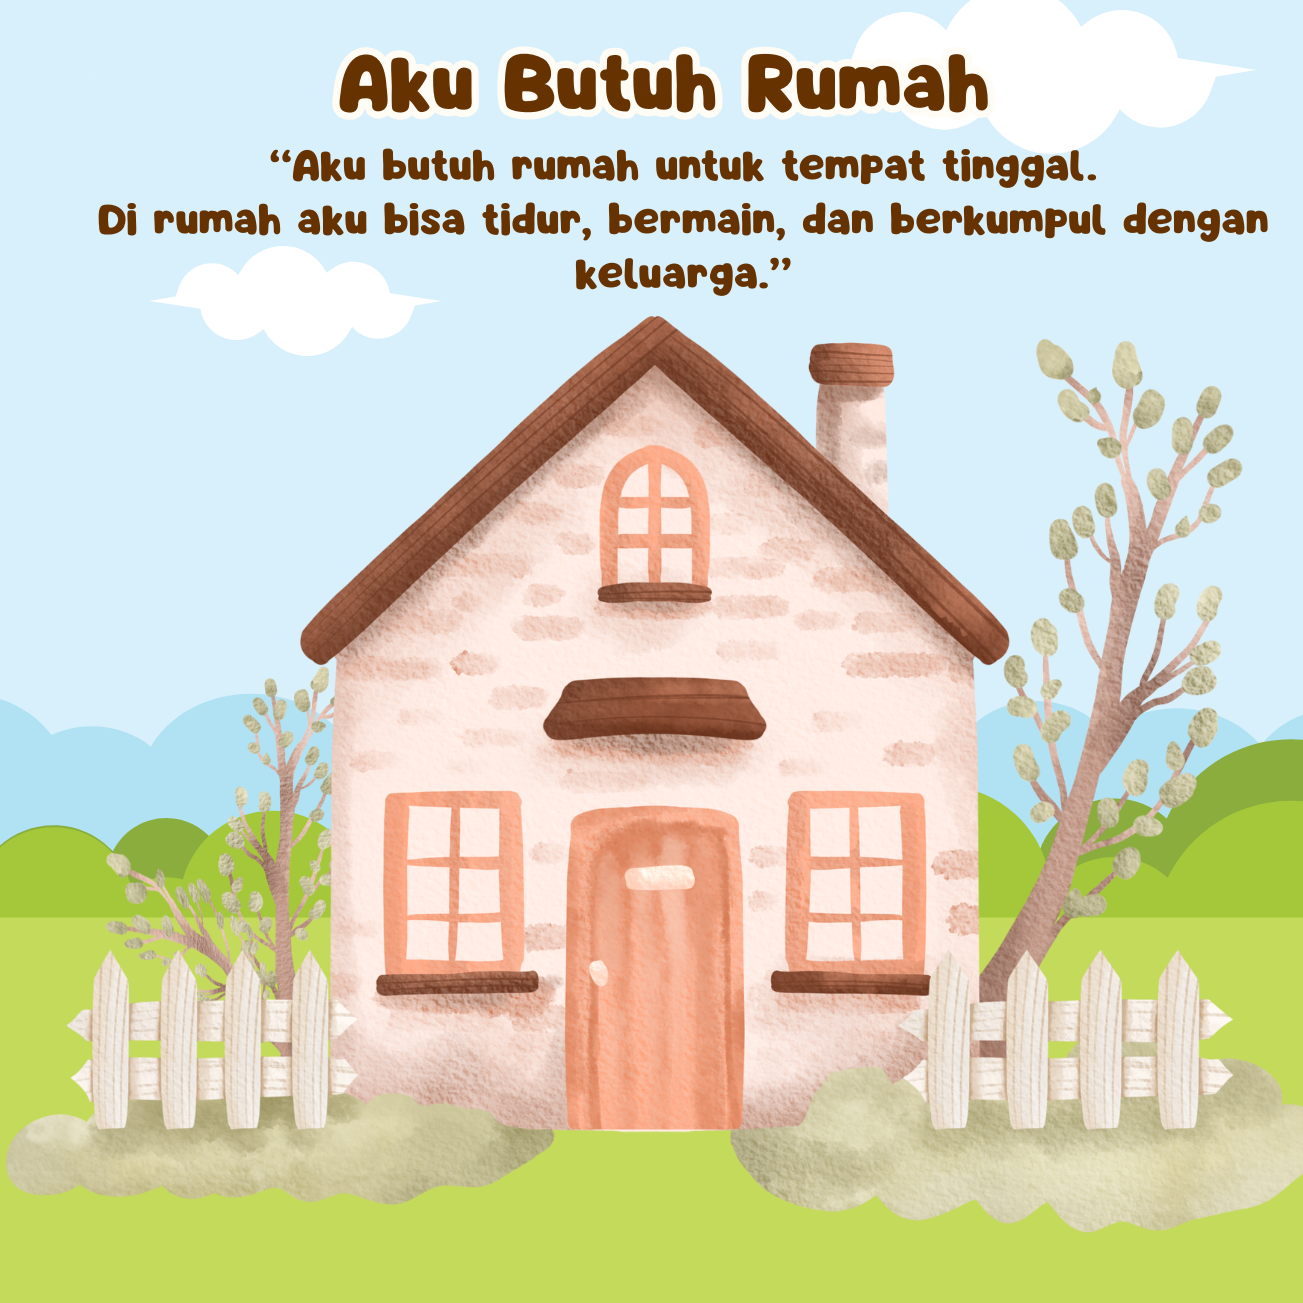 Aku Butuh Rumah
“Aku butuh rumah untuk tempat tinggal.
Di rumah aku bisa tidur, bermain, dan berkumpul dengan
keluarga.”